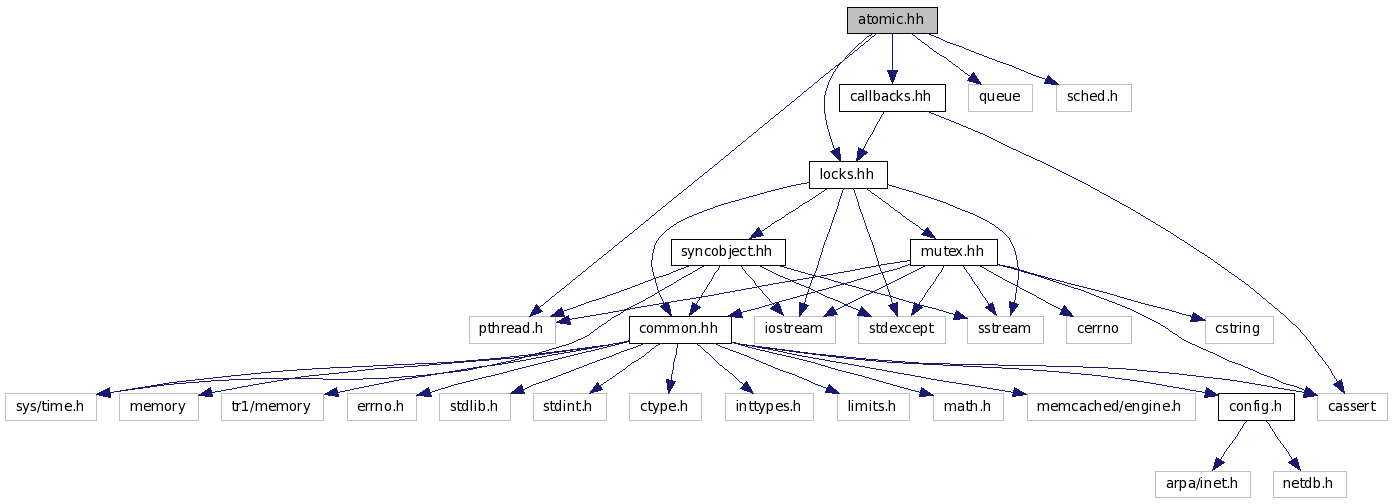 atomic.hh
callbacks.hh
queue
sched.h
locks.hh
syncobject.hh
mutex.hh
pthread.h
common.hh
iostream
stdexcept
sstream
cerrno
cstring
sys/time.h
memory
tr1/memory
errno.h
stdlib.h
stdint.h
ctype.h
inttypes.h
limits.h
math.h
memcached/engine.h
config.h
cassert
arpa/inet.h
netdb.h